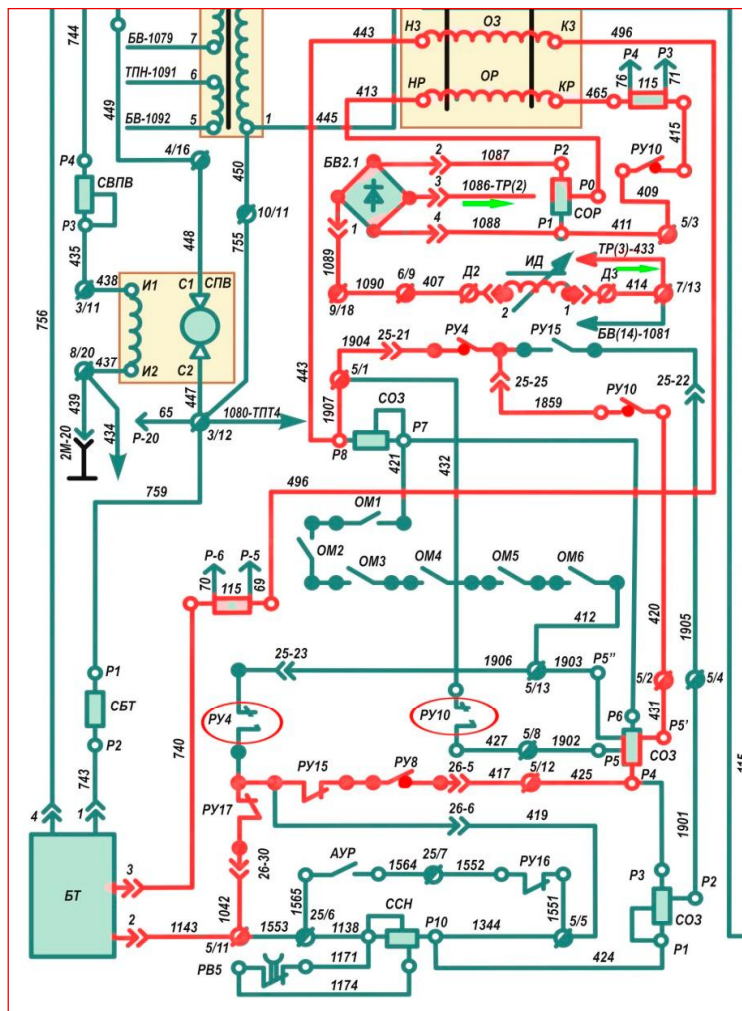 744
449
БВ-1079
7
ТПН-1091
6
БВ-1092
5
1
445
443
НЗ
ОЗ
КЗ
496
413
НР
ОР
КР
465
Р4
76
115
Р3
71
415
4/16
450
755
10/11
Р4
СВПВ
Р3
435
448
БВ2.1
2
1087
3
1086-ТР(2)
4
1088
1
1089
Р2
Р0
СОР
Р1
РУ10
409
411
5/3
438
И1
С1
СПВ
3/11
И2
С2
8/20
437
439
434
2М-20
447
65
Р-20
3/12
1080-ТПТ4
9/18
1090
6/9
407
Д2
2
ИД
1
Д3
414
7/13
ТР(3)-433
БВ(14)-1081
756
759
443
1904
25-21
РУ4
РУ15
5/1
1907
25-25
25-22
СОЗ
Р8
Р7
421
432
1859
РУ10
496
ОМ1
ОМ2
ОМ3
ОМ4
ОМ5
ОМ6
412
420
1905
Р-6
70
115
Р-5
69
740
Р1
СБТ
Р2
743
25-23
1906
5/13
1903
Р5''
5/2
5/4
РУ4
РУ10
427
5/8
1902
Р6
Р5
431
Р5'
СОЗ
Р4
РУ15
РУ8
26-5
417
5/12
425
РУ17
26-6
419
1901
26-30
1042
4
1
БТ
3
2
1143
5/11
1553
1565
25/6
АУР
1564
25/7
1552
РУ16
1551
5/5
1138
ССН
Р10
1344
424
РВ5
1171
1174
Р3
Р2
СОЗ
Р1
115